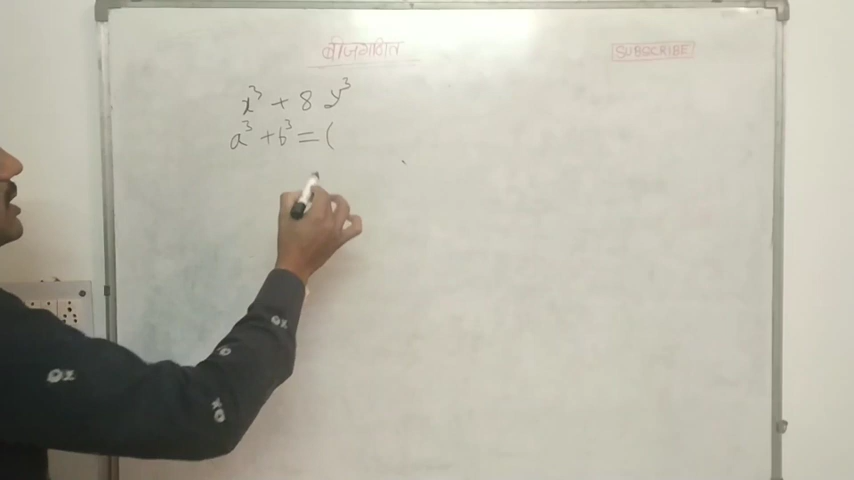 बीजगणित
SUBSCRIBE
x³ + 8 y³
a³ + b³ = (